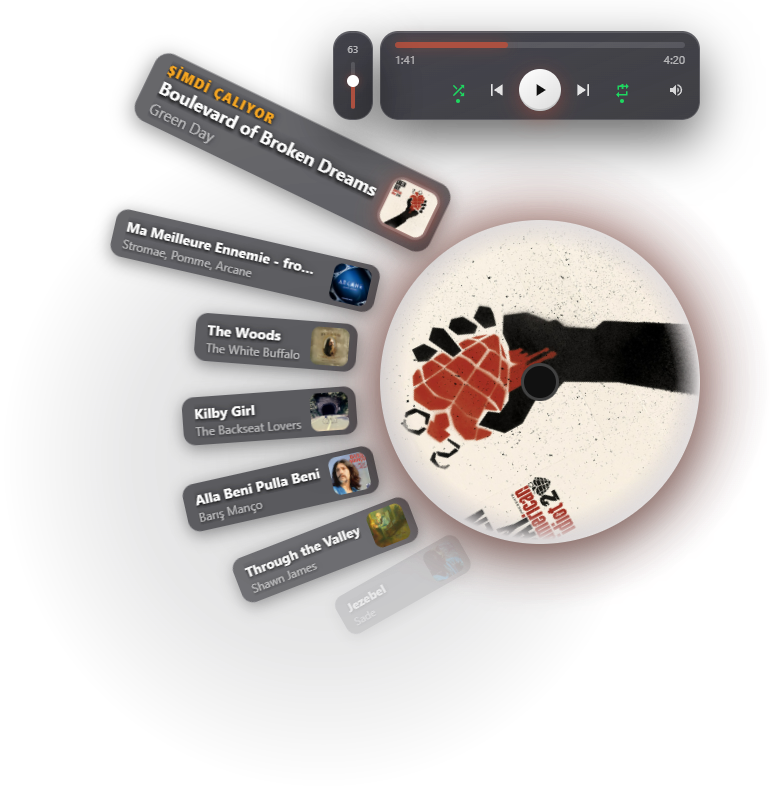 63
1:41
4:20
ŞİMDİ ÇALIYOR
Boulevard of Broken Dreams
Green Day
Ma Meilleure Ennemie - fro...
Stromae, Pomme, Arcane
The Woods
The White Buffalo
Kilby Girl
The Backseat Lovers
Alla Beni Pulla Beni
Barış Manço
Through the Valley
Shawn James
Jezebel
Sade
american
idiot